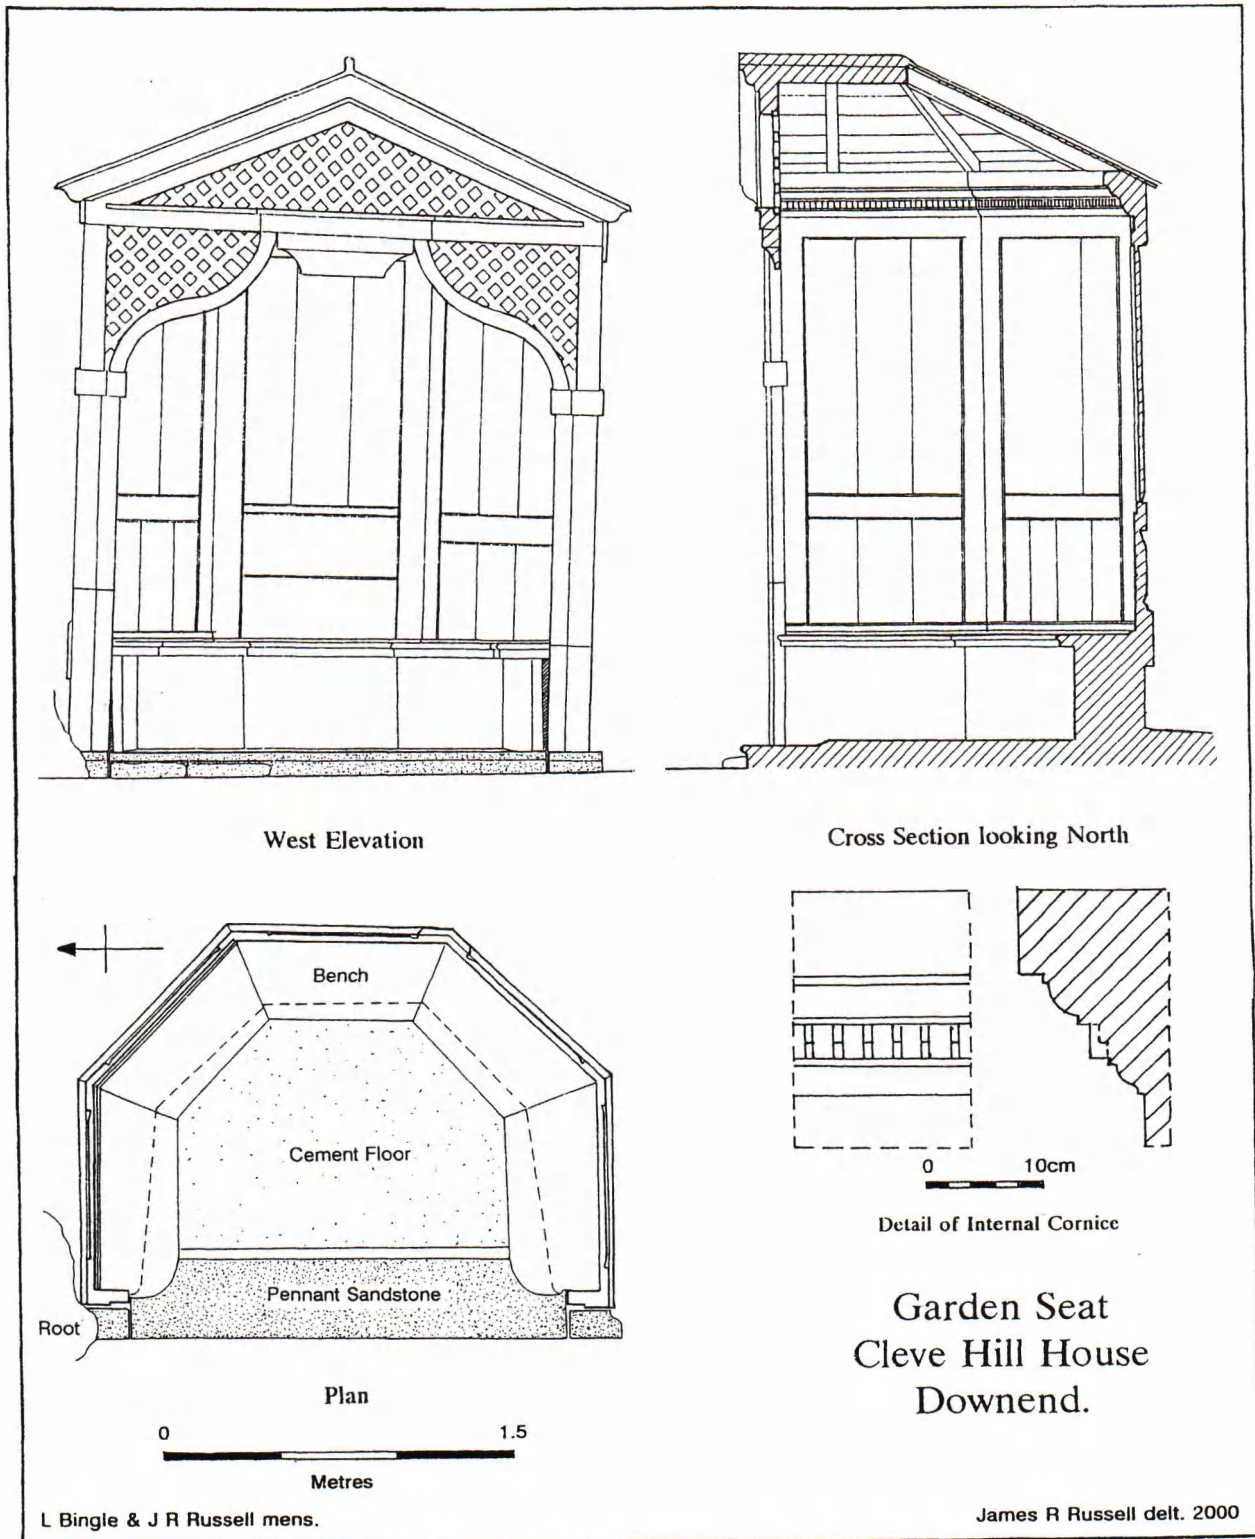 West Elevation
Cross Section looking North
Bench
Cement Floor
Pennant Sandstone
Root
Plan
0 1.5
Metres
0 10cm
Detail of Internal Cornice
Garden Seat
Cleve Hill House
Downend.
L Bingle & J R Russell mens.
James R Russell delt. 2000